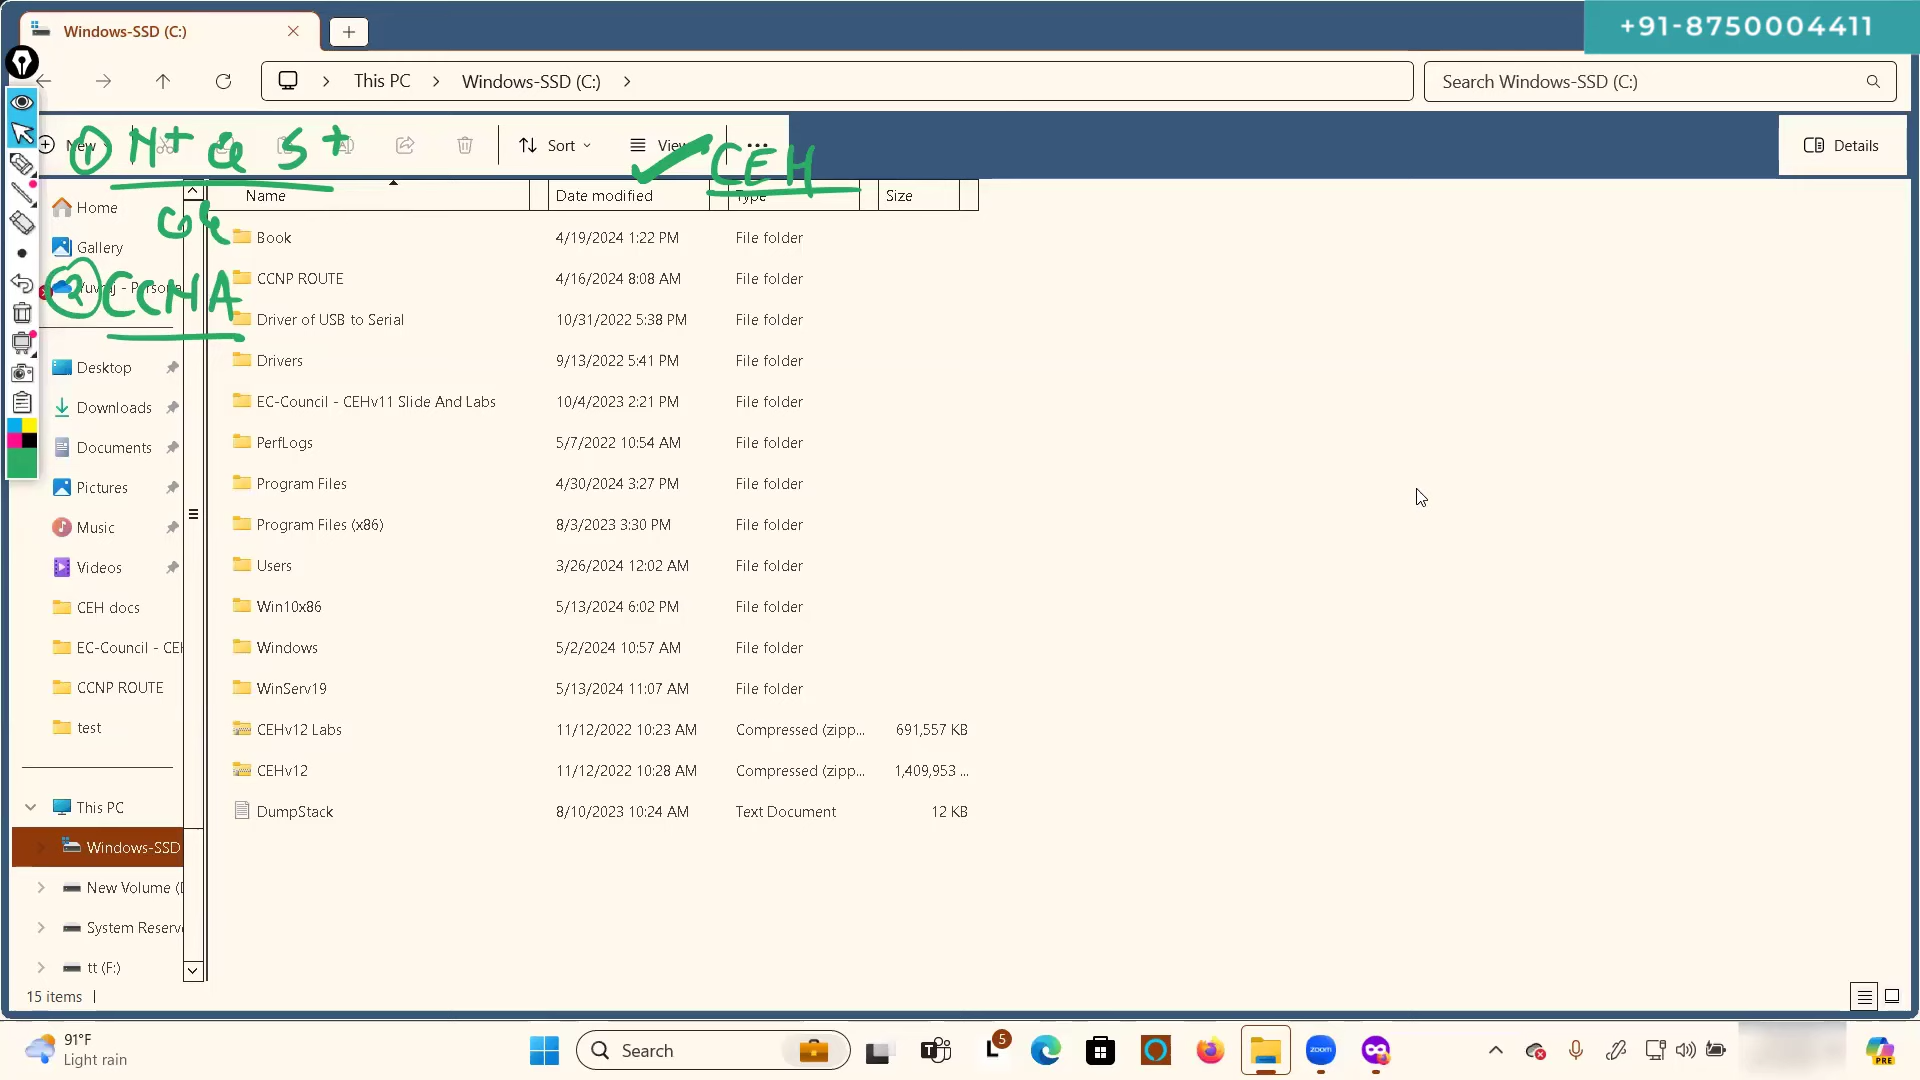 Windows-SSD (C:)
+91-8750004411
This PC > Windows-SSD (C:) >
Search Windows-SSD (C:)
New
Sort
View
Details
① N+ & S+
CEH
or
② CCNA
Name Date modified Type Size
Home
Gallery
Yuvraj - Persona
Desktop
Downloads
Documents
Pictures
Music
Videos
CEH docs
EC-Council - CEH
CCNP ROUTE
test
This PC
Windows-SSD
New Volume (D
System Reserve
tt (F:)
Book 4/19/2024 1:22 PM File folder
CCNP ROUTE 4/16/2024 8:08 AM File folder
Driver of USB to Serial 10/31/2022 5:38 PM File folder
Drivers 9/13/2022 5:41 PM File folder
EC-Council - CEHv11 Slide And Labs 10/4/2023 2:21 PM File folder
PerfLogs 5/7/2022 10:54 AM File folder
Program Files 4/30/2024 3:27 PM File folder
Program Files (x86) 8/3/2023 3:30 PM File folder
Users 3/26/2024 12:02 AM File folder
Win10x86 5/13/2024 6:02 PM File folder
Windows 5/2/2024 10:57 AM File folder
WinServ19 5/13/2024 11:07 AM File folder
CEHv12 Labs 11/12/2022 10:23 AM Compressed (zipp... 691,557 KB
CEHv12 11/12/2022 10:28 AM Compressed (zipp... 1,409,953 ...
DumpStack 8/10/2023 10:24 AM Text Document 12 KB
15 items
91°F
Light rain
Search
L 5
zoom
PRE